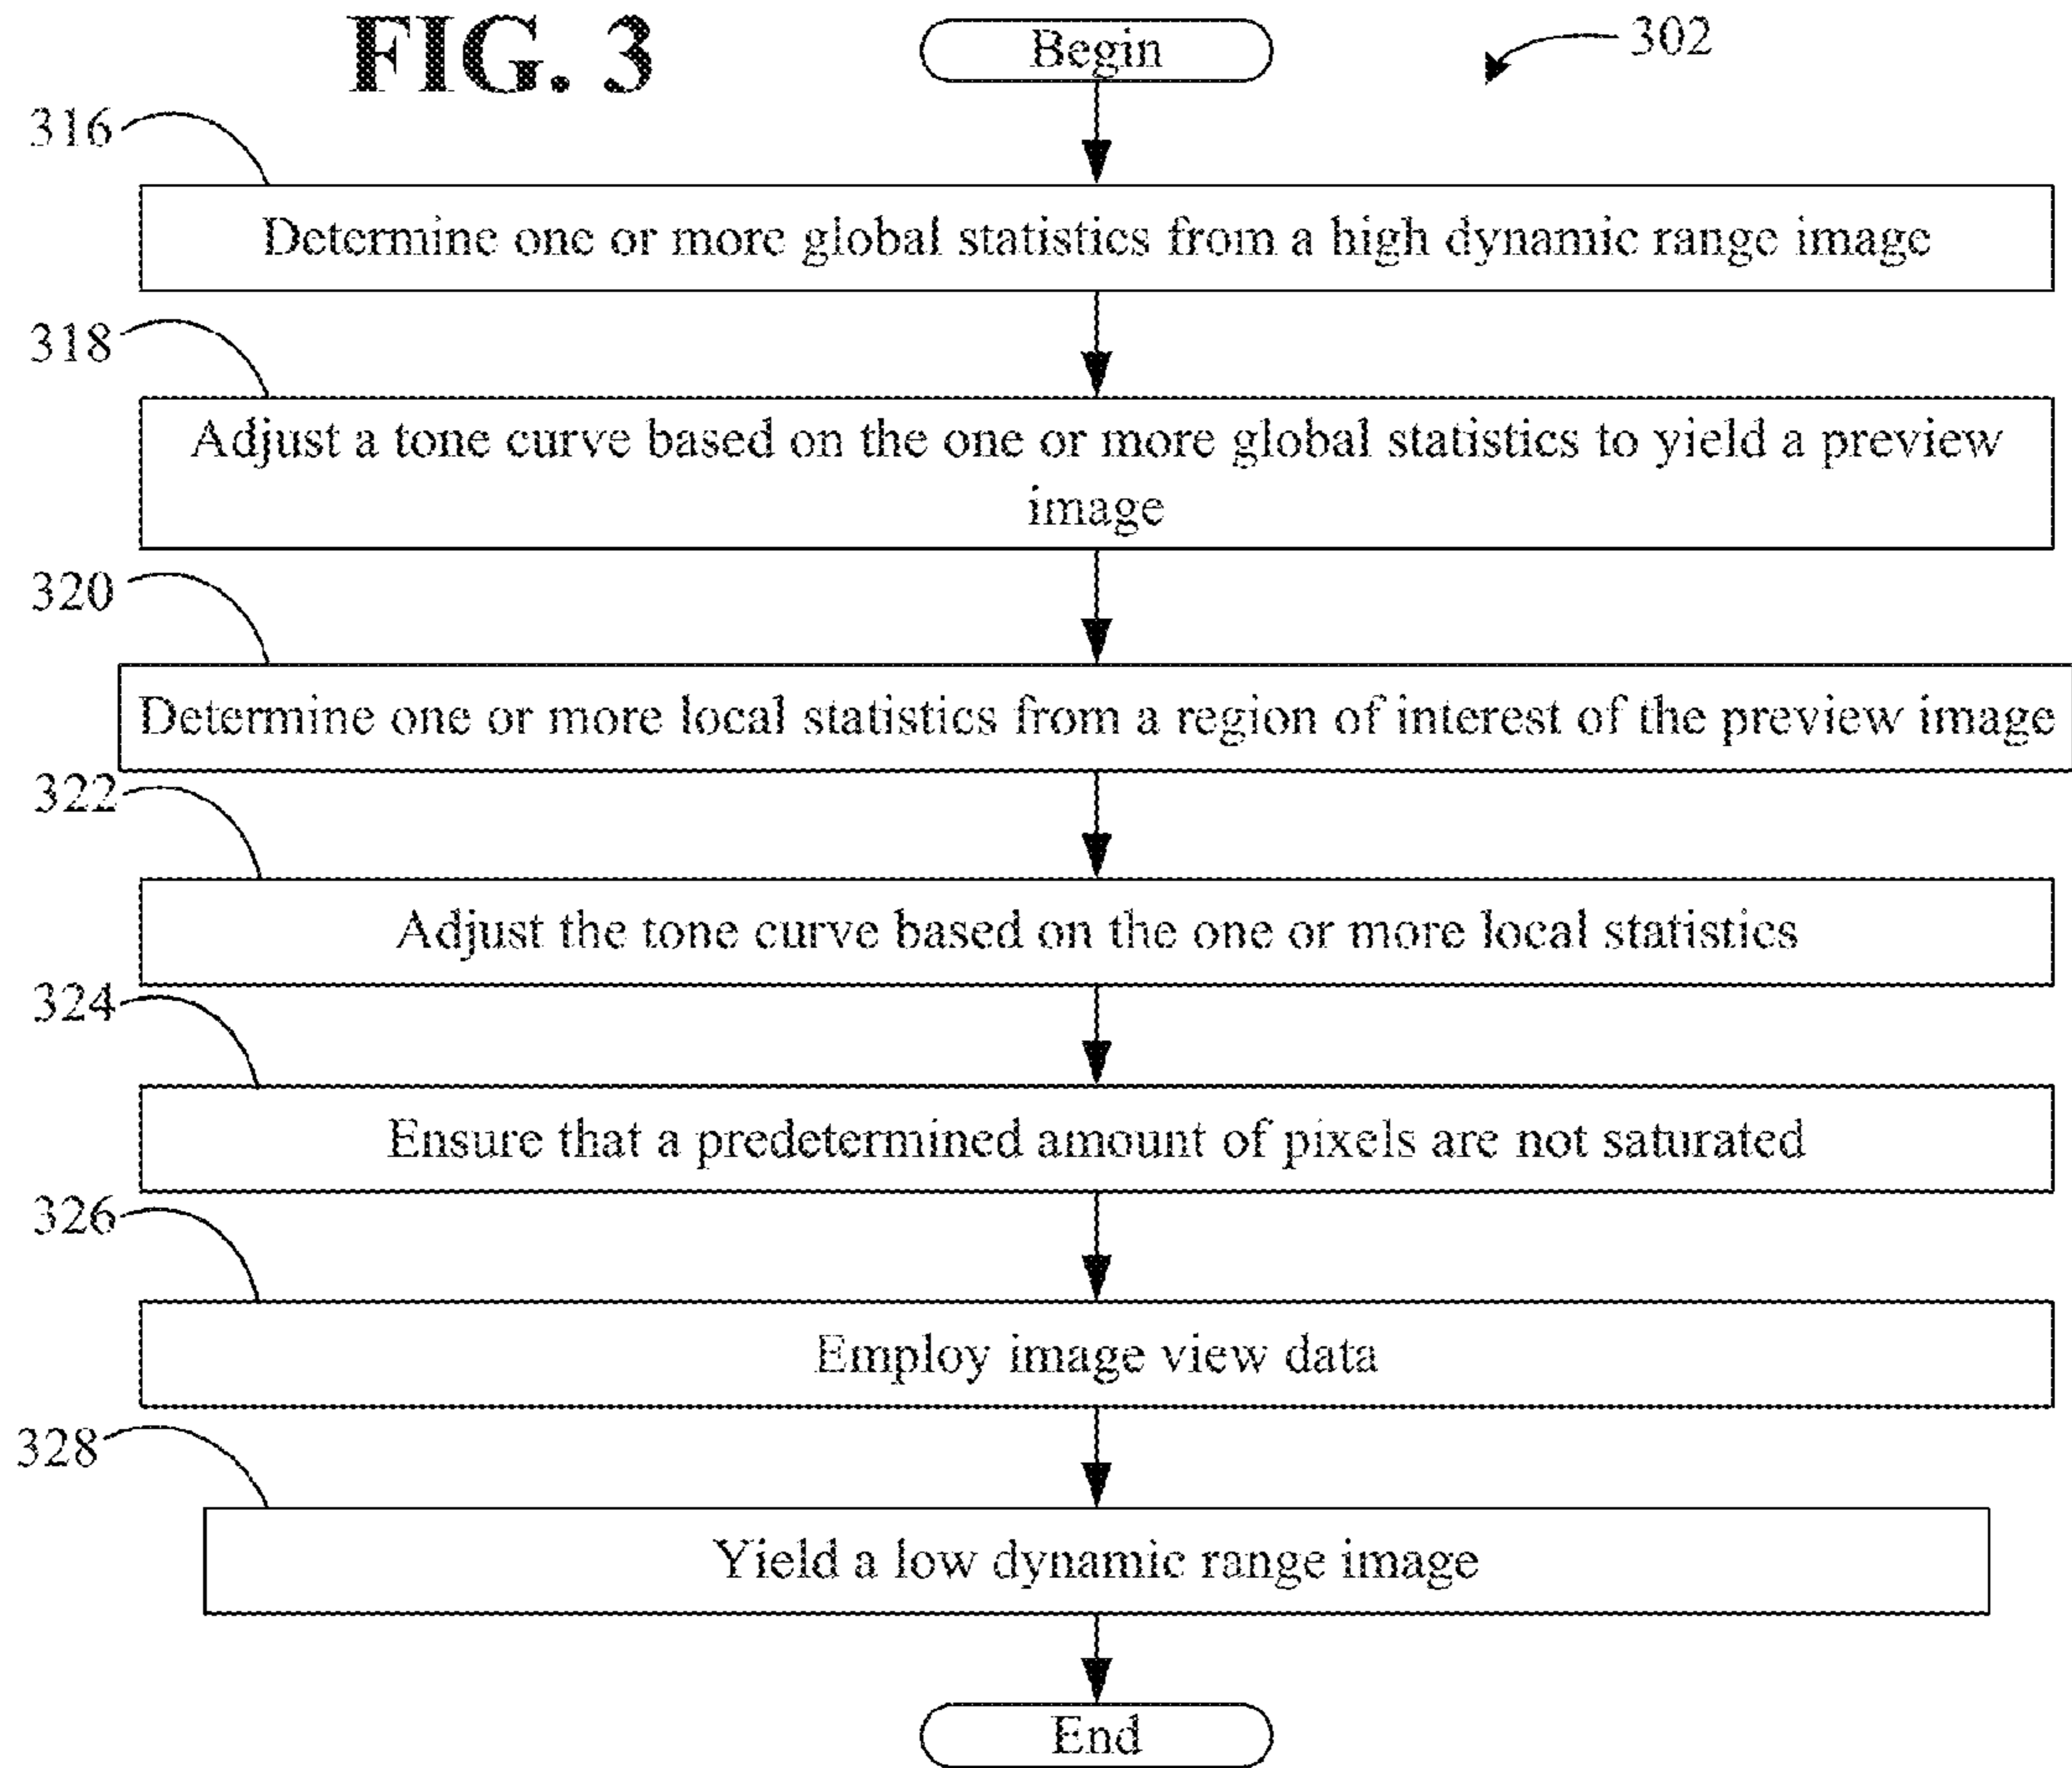 FIG. 3
Begin
302
316
Determine one or more global statistics from a high dynamic range image
318
Adjust a tone curve based on the one or more global statistics to yield a preview
image
320
Determine one or more local statistics from a region of interest of the preview image
322
Adjust the tone curve based on the one or more local statistics
324
Ensure that a predetermined amount of pixels are not saturated
326
Employ image view data
328
Yield a low dynamic range image
End